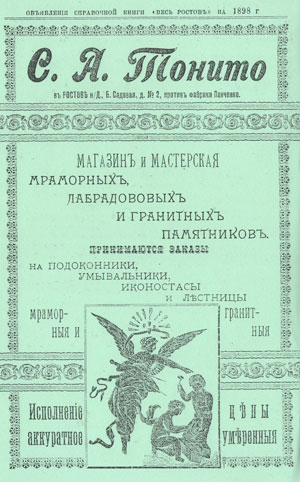 ОБЪЯВЛЕНІЯ СПРАВОЧНОЙ КНИГИ «ВЕСЬ РОСТОВЪ» НА 1898 Г
С. А. Тонито
въ РОСТОВѢ н/Д., Б. Садовая, д. № 2, противъ фабрики Панченко.
МАГАЗИНЪ и МАСТЕРСКАЯ
МРАМОРНЫХЪ,
ЛАБРАДОВОВЫХЪ
И ГРАНИТНЫХЪ
ПАМЯТНИКОВЪ.
ПРИНИМАЮТСЯ ЗАКАЗЫ
НА ПОДОКОННИКИ,
УМЫВАЛЬНИКИ,
ИКОНОСТАСЫ
И ЛѢСТНИЦЫ
мрамор- гранит-
ныя и ныя
Исполненіе цѣны
аккуратное умѣренныя